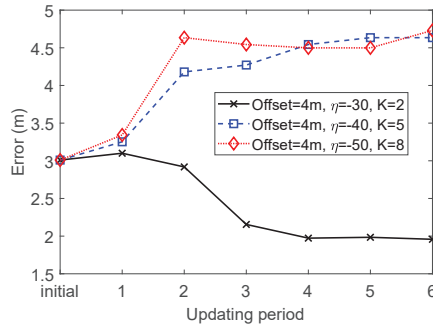 5
4.5
4
3.5
3
2.5
2
1.5
Error (m)
Offset=4m, η=-30, K=2
Offset=4m, η=-40, K=5
Offset=4m, η=-50, K=8
initial 1 2 3 4 5 6
Updating period